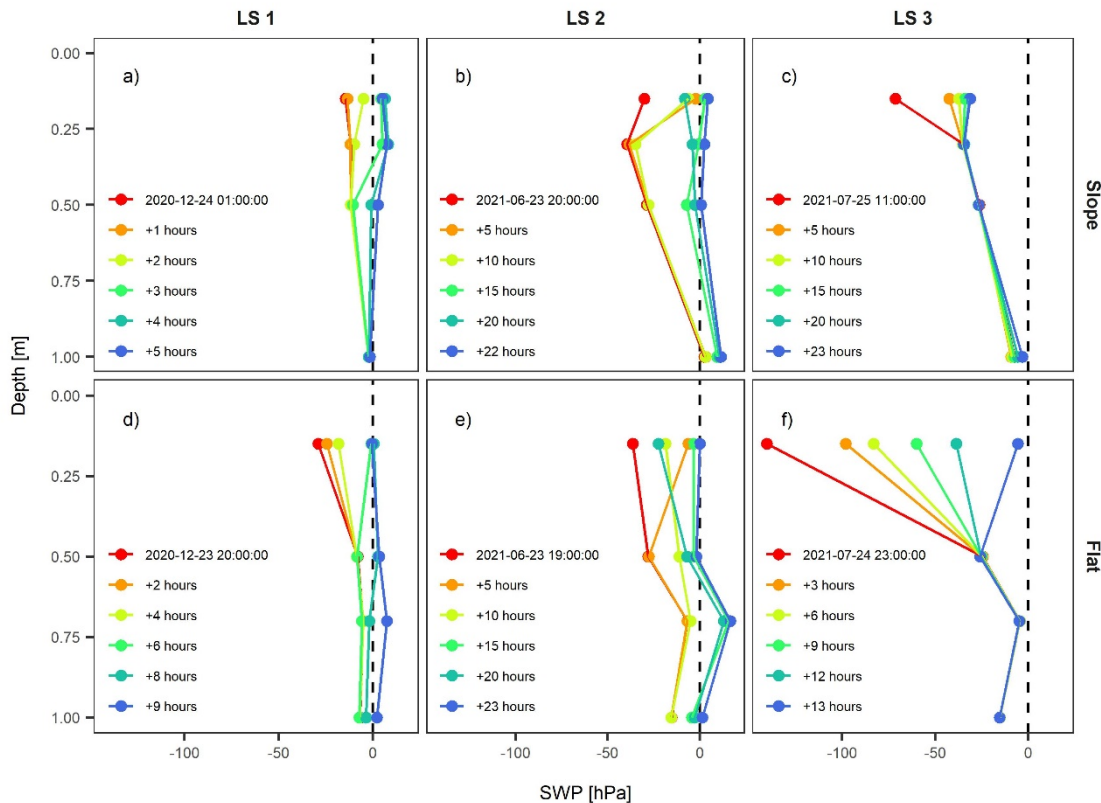 LS 1
LS 2
LS 3
a)
b)
c)
0.00
0.25
0.50
0.75
1.00
2020-12-24 01:00:00
+1 hours
+2 hours
+3 hours
+4 hours
+5 hours
2021-06-23 20:00:00
+5 hours
+10 hours
+15 hours
+20 hours
+22 hours
2021-07-25 11:00:00
+5 hours
+10 hours
+15 hours
+20 hours
+23 hours
Slope
Depth [m]
d)
e)
f)
0.00
0.25
0.50
0.75
1.00
2020-12-23 20:00:00
+2 hours
+4 hours
+6 hours
+8 hours
+9 hours
2021-06-23 19:00:00
+5 hours
+10 hours
+15 hours
+20 hours
+23 hours
2021-07-24 23:00:00
+3 hours
+6 hours
+9 hours
+12 hours
+13 hours
Flat
-100
-50
0
-100
-50
0
-100
-50
0
SWP [hPa]